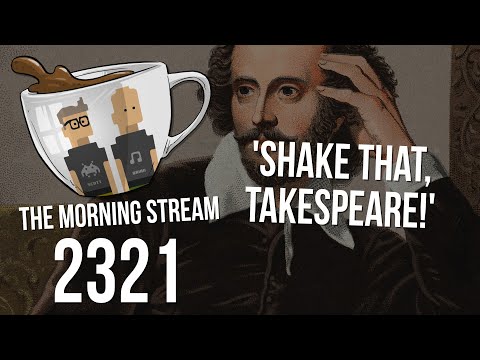 THE MORNING STREAM
2321
'SHAKE THAT,
TAKESPEARE!'